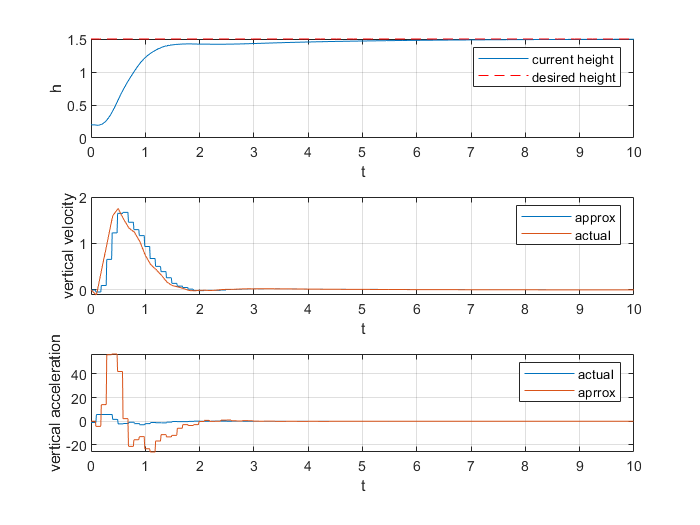 1.5
1
0.5
0
h
current height
desired height
0 1 2 3 4 5 6 7 8 9 10
t
2
1
0
vertical velocity
approx
actual
0 1 2 3 4 5 6 7 8 9 10
t
40
20
0
-20
vertical acceleration
actual
aprrox
0 1 2 3 4 5 6 7 8 9 10
t